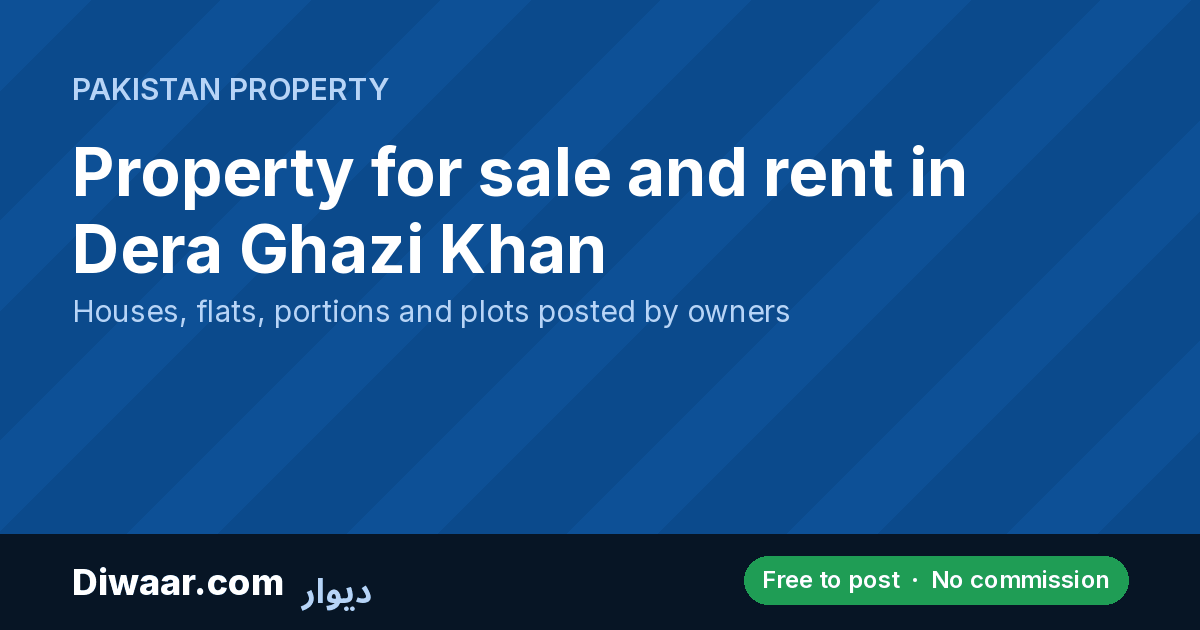 PAKISTAN PROPERTY
Property for sale and rent in
Dera Ghazi Khan
Houses, flats, portions and plots posted by owners
Diwaar.com دیوار
Free to post · No commission